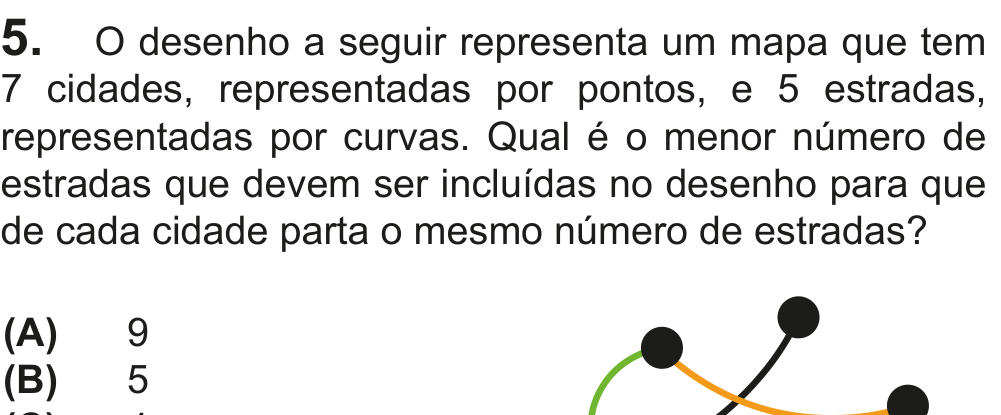 5. O desenho a seguir representa um mapa que tem
7 cidades, representadas por pontos, e 5 estradas,
representadas por curvas. Qual é o menor número de
estradas que devem ser incluídas no desenho para que
de cada cidade parta o mesmo número de estradas?
(A) 9
(B) 5